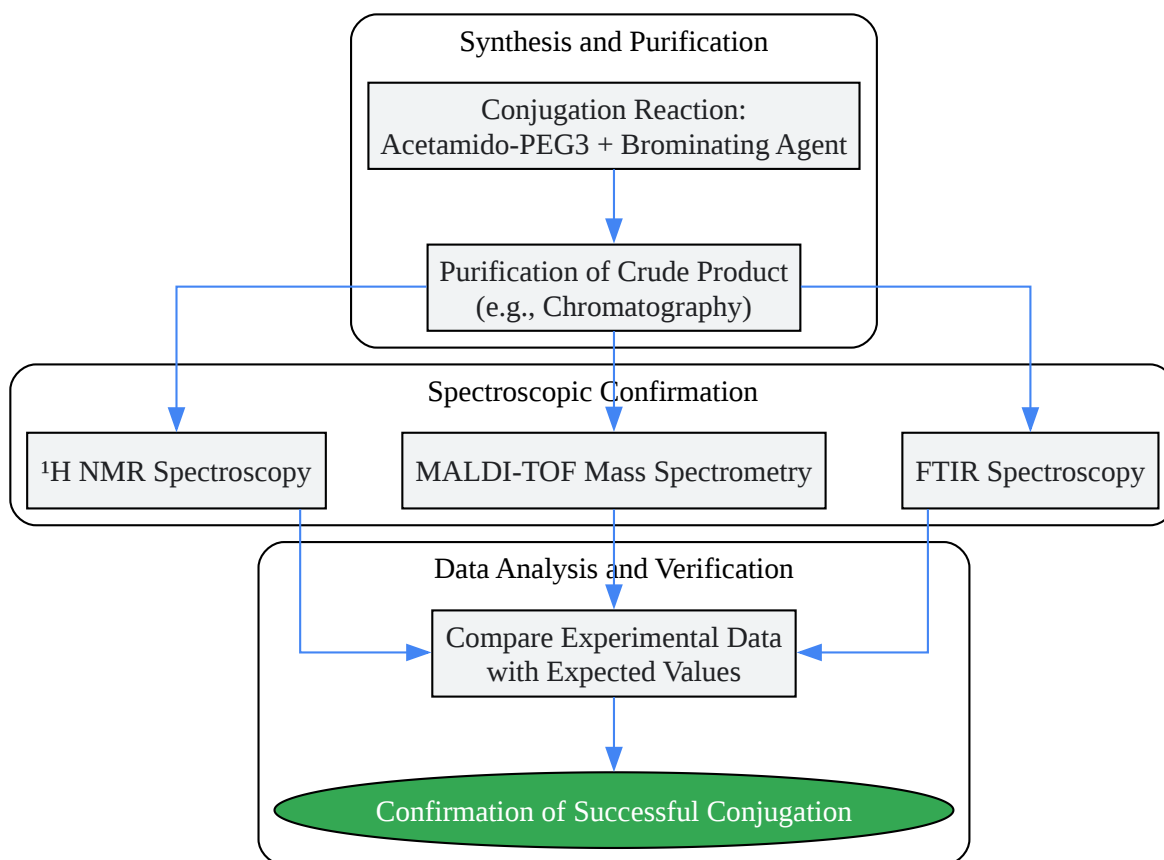 Synthesis and Purification
Conjugation Reaction:
Acetamido-PEG3 + Brominating Agent
Purification of Crude Product
(e.g., Chromatography)
Spectroscopic Confirmation
¹H NMR Spectroscopy
MALDI-TOF Mass Spectrometry
FTIR Spectroscopy
Data Analysis and Verification
Compare Experimental Data
with Expected Values
Confirmation of Successful Conjugation